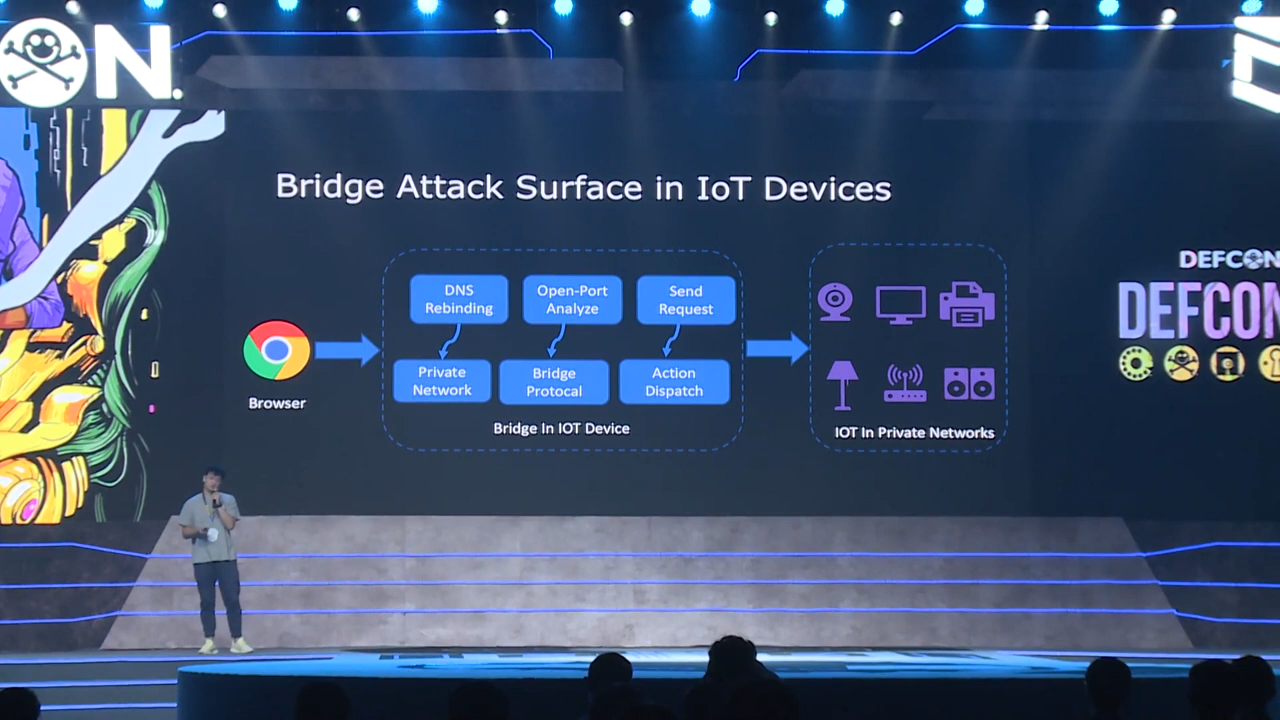 ON.
Bridge Attack Surface in IoT Devices
DEFCON
DEFCON
DNS
Rebinding
Open-Port
Analyze
Send
Request
Private
Network
Bridge
Protocal
Action
Dispatch
Browser
Bridge In IOT Device
IOT In Private Networks